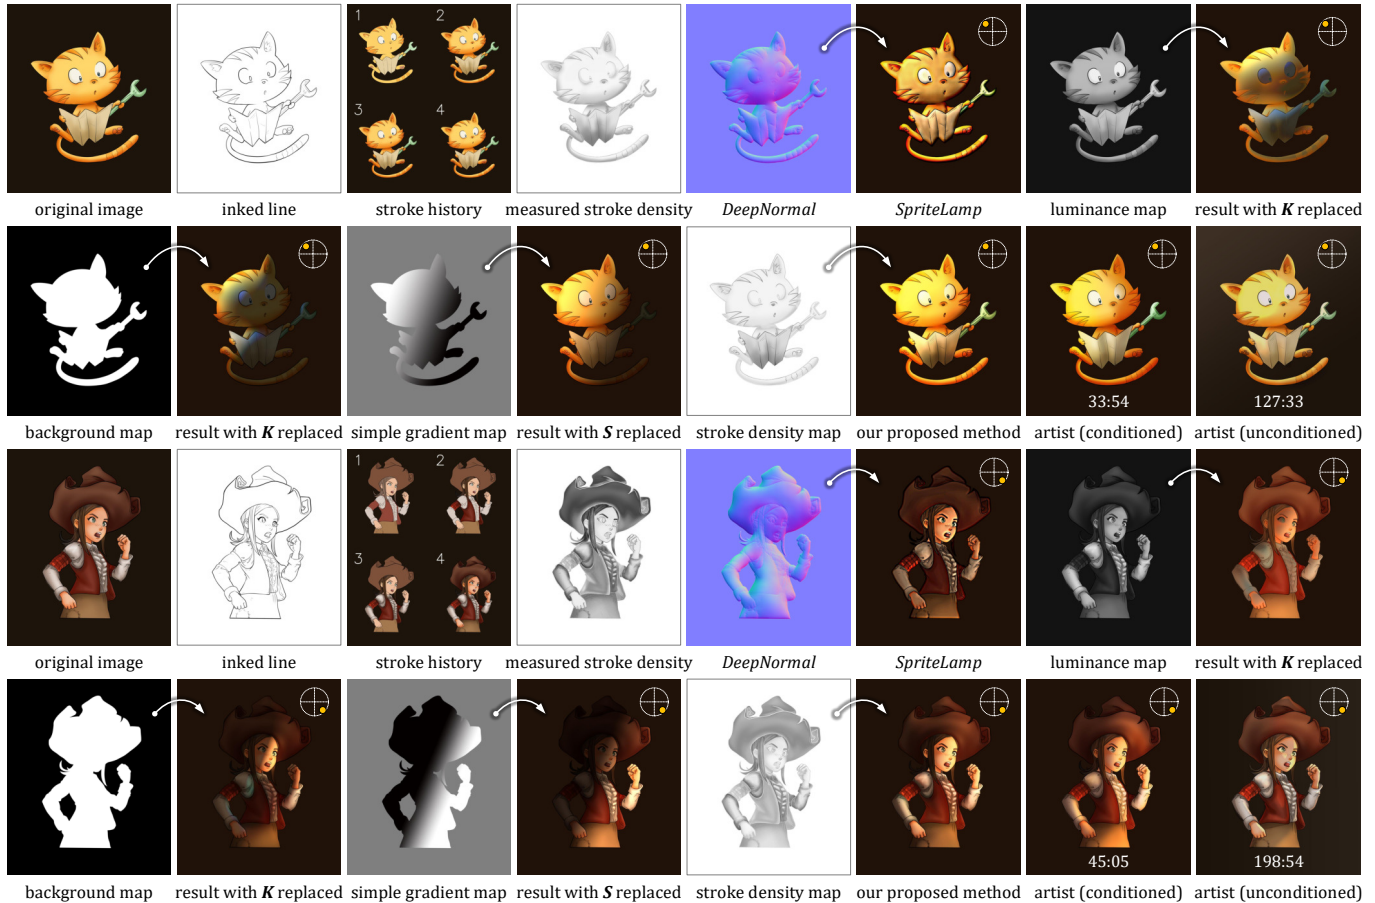 1 2
3 4
original image inked line stroke history measured stroke density DeepNormal SpriteLamp luminance map result with K replaced
33:54 127:33
background map result with K replaced simple gradient map result with S replaced stroke density map our proposed method artist (conditioned) artist (unconditioned)
1 2
3 4
original image inked line stroke history measured stroke density DeepNormal SpriteLamp luminance map result with K replaced
45:05 198:54
background map result with K replaced simple gradient map result with S replaced stroke density map our proposed method artist (conditioned) artist (unconditioned)